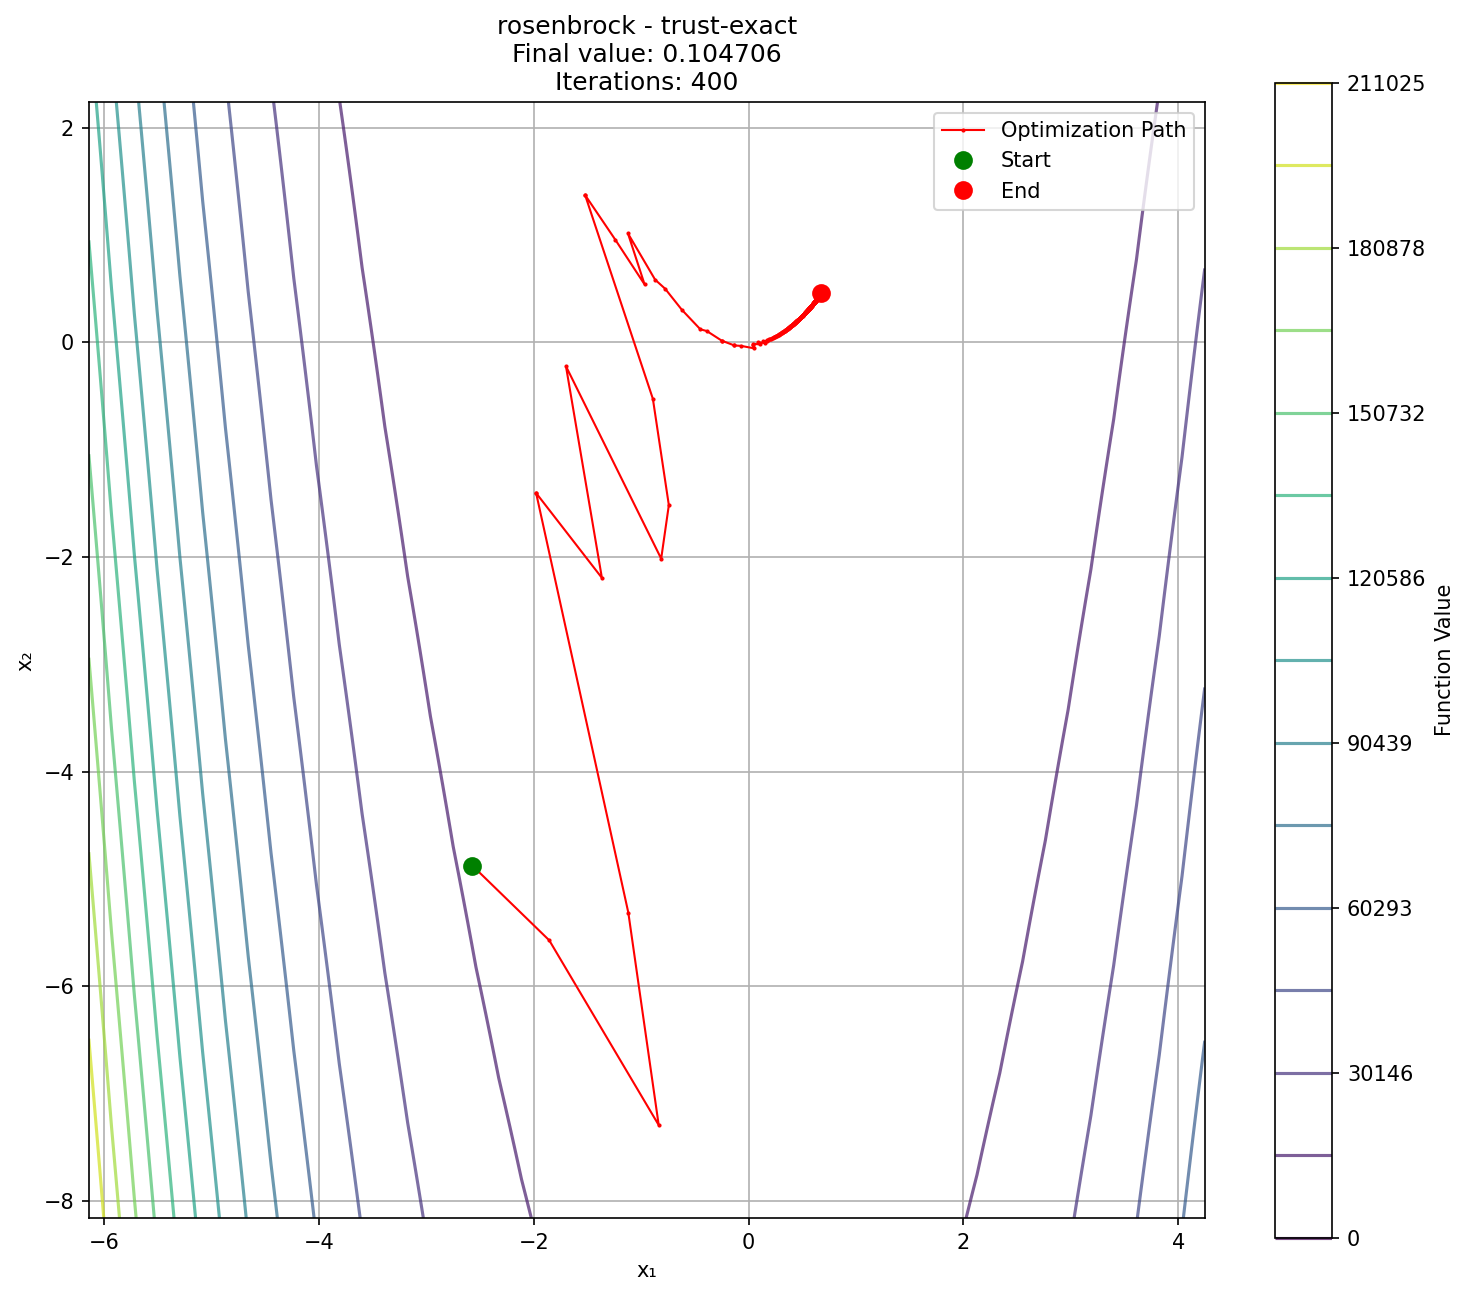 rosenbrock - trust-exact
Final value: 0.104706
Iterations: 400
Optimization Path
Start
End
2
0
−2
−4
−6
−8
x₂
−6
−4
−2
0
2
4
x₁
211025
180878
150732
120586
90439
60293
30146
0
Function Value